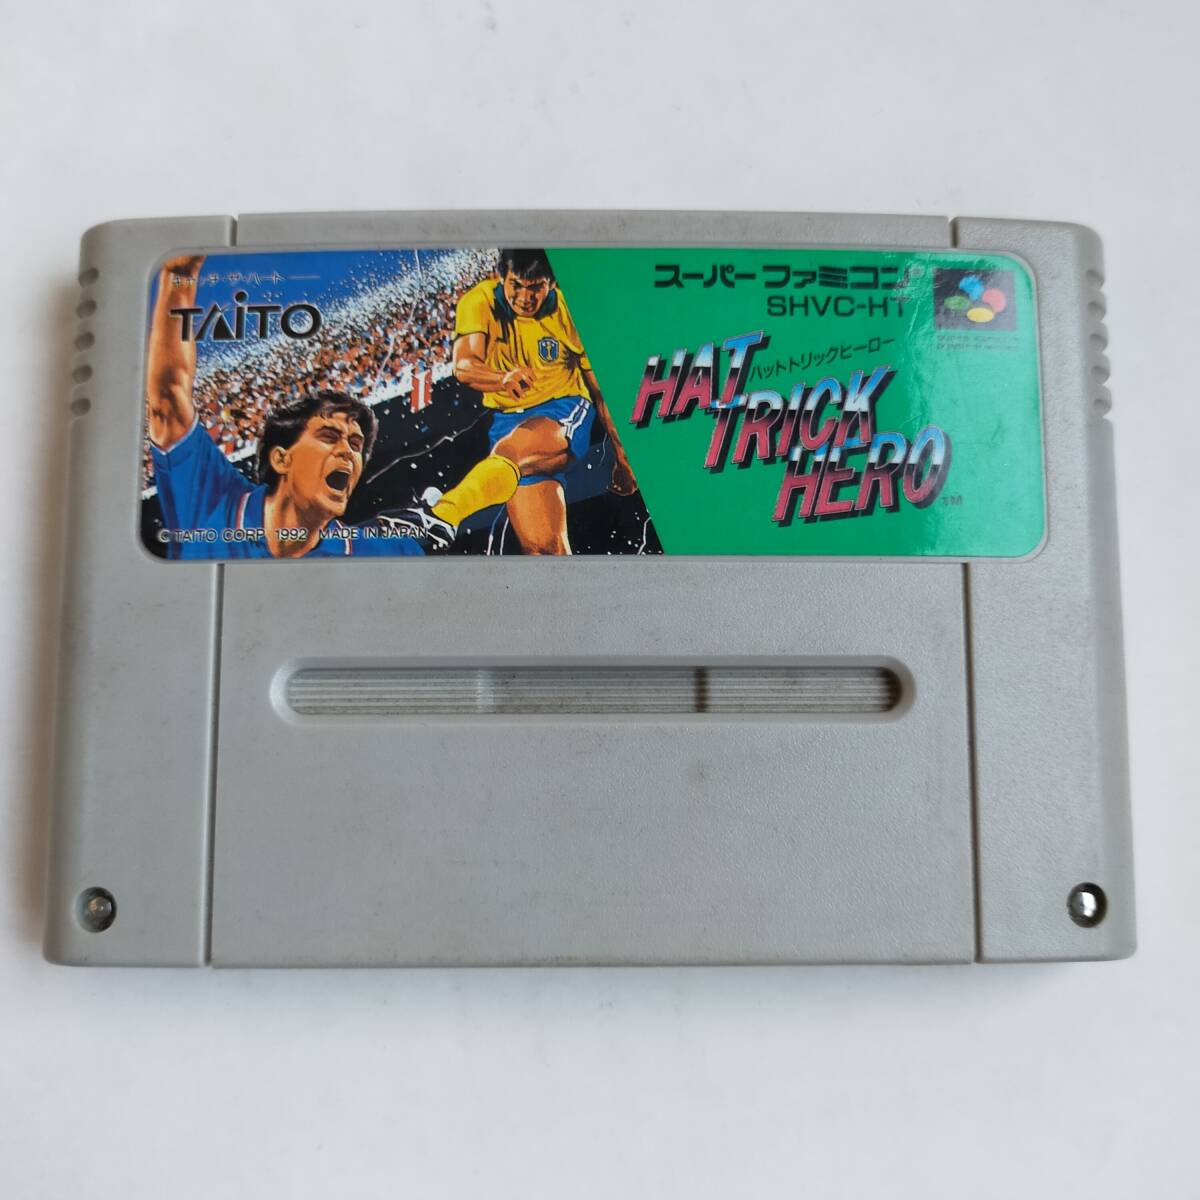 キャッチ・ザ・ハート
TAITO
© TAITO CORP. 1992 MADE IN JAPAN
スーパーファミコン
SHVC-HT
ハットトリックヒーロー
HAT
TRICK
HERO
TM